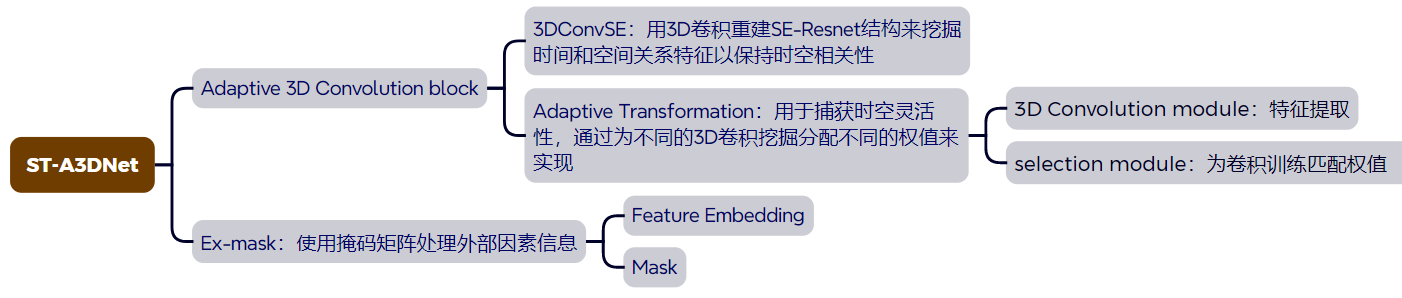 ST-A3DNet
Adaptive 3D Convolution block
3DConvSE：用3D卷积重建SE-Resnet结构来挖掘
时间和空间关系特征以保持时空相关性
Adaptive Transformation：用于捕获时空灵活
性，通过为不同的3D卷积挖掘分配不同的权值来
实现
3D Convolution module：特征提取
selection module：为卷积训练匹配权值
Ex-mask：使用掩码矩阵处理外部因素信息
Feature Embedding
Mask